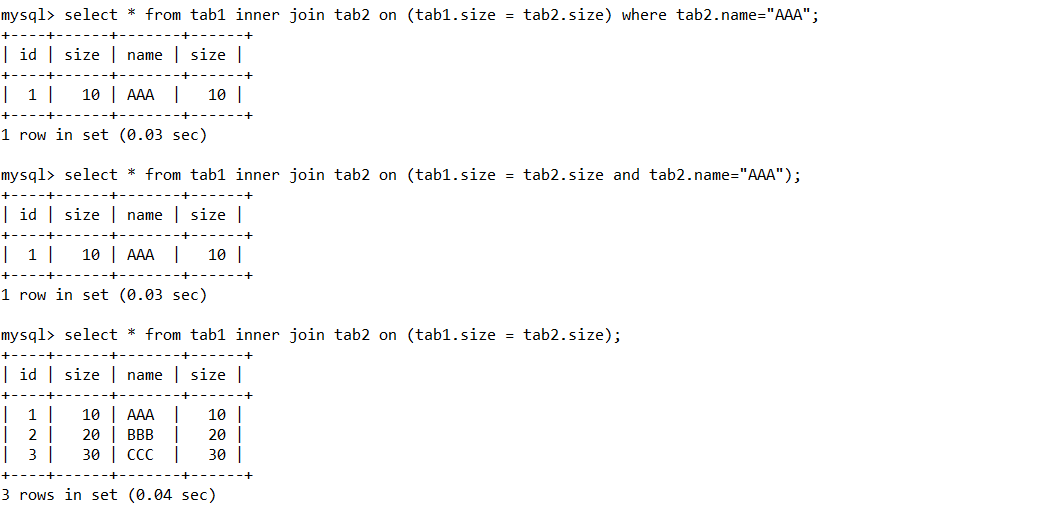 mysql> select * from tab1 inner join tab2 on (tab1.size = tab2.size) where tab2.name="AAA";
+----+------+-------+------+
| id | size | name | size |
+----+------+-------+------+
|  1 |   10 | AAA  |   10 |
+----+------+-------+------+
1 row in set (0.03 sec)

mysql> select * from tab1 inner join tab2 on (tab1.size = tab2.size and tab2.name="AAA");
+----+------+-------+------+
| id | size | name | size |
+----+------+-------+------+
|  1 |   10 | AAA  |   10 |
+----+------+-------+------+
1 row in set (0.03 sec)

mysql> select * from tab1 inner join tab2 on (tab1.size = tab2.size);
+----+------+-------+------+
| id | size | name | size |
+----+------+-------+------+
|  1 |   10 | AAA  |   10 |
|  2 |   20 | BBB  |   20 |
|  3 |   30 | CCC  |   30 |
+----+------+-------+------+
3 rows in set (0.04 sec)